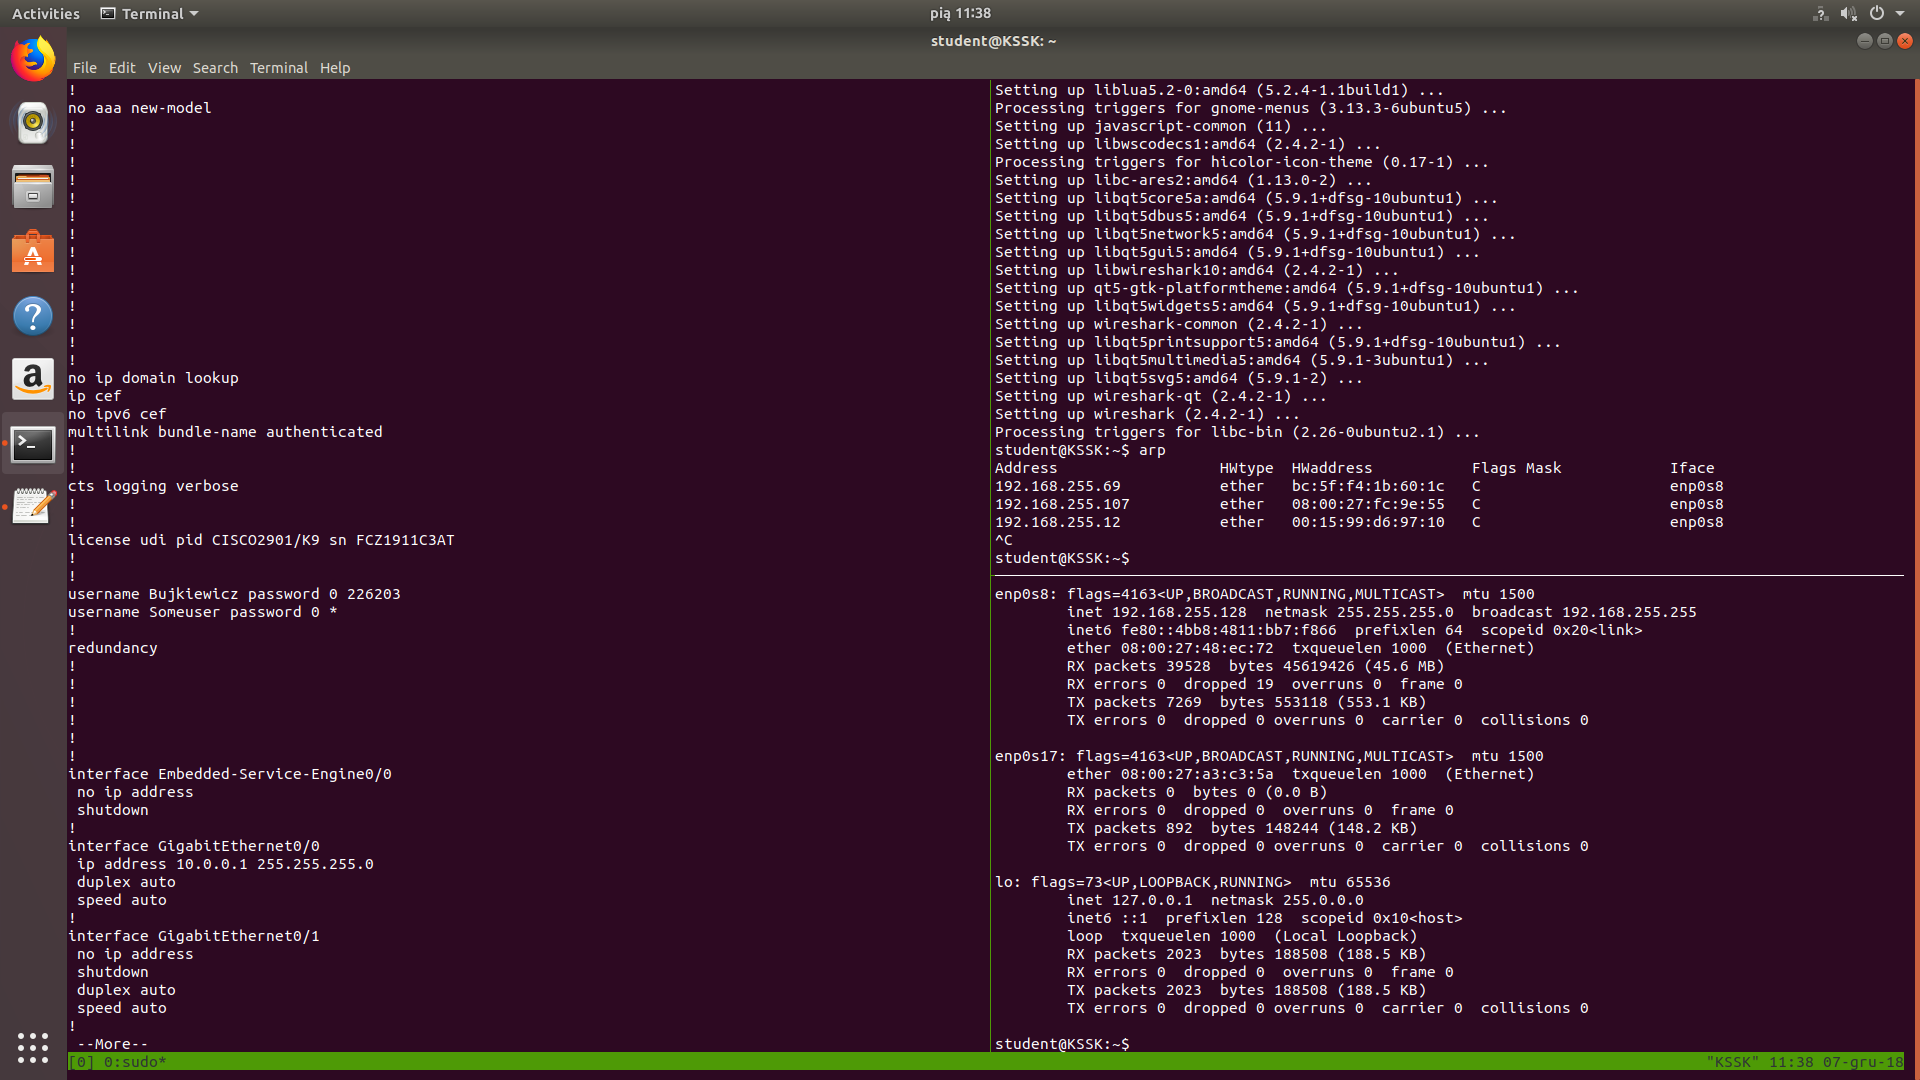 Activities
Terminal
pią 11:38
student@KSSK: ~
File Edit View Search Terminal Help
!
no aaa new-model
!
!
!
!
!
!
!
!
!
!
!
!
!
!
no ip domain lookup
ip cef
no ipv6 cef
multilink bundle-name authenticated
!
!
cts logging verbose
!
!
license udi pid CISCO2901/K9 sn FCZ1911C3AT
!
!
username Bujkiewicz password 0 226203
username Someuser password 0 *
!
redundancy
!
!
!
!
!
!
interface Embedded-Service-Engine0/0
 no ip address
 shutdown
!
interface GigabitEthernet0/0
 ip address 10.0.0.1 255.255.255.0
 duplex auto
 speed auto
!
interface GigabitEthernet0/1
 no ip address
 shutdown
 duplex auto
 speed auto
!
 --More--
Setting up liblua5.2-0:amd64 (5.2.4-1.1build1) ...
Processing triggers for gnome-menus (3.13.3-6ubuntu5) ...
Setting up javascript-common (11) ...
Setting up libwscodecs1:amd64 (2.4.2-1) ...
Processing triggers for hicolor-icon-theme (0.17-1) ...
Setting up libc-ares2:amd64 (1.13.0-2) ...
Setting up libqt5core5a:amd64 (5.9.1+dfsg-10ubuntu1) ...
Setting up libqt5dbus5:amd64 (5.9.1+dfsg-10ubuntu1) ...
Setting up libqt5network5:amd64 (5.9.1+dfsg-10ubuntu1) ...
Setting up libqt5gui5:amd64 (5.9.1+dfsg-10ubuntu1) ...
Setting up libwireshark10:amd64 (2.4.2-1) ...
Setting up qt5-gtk-platformtheme:amd64 (5.9.1+dfsg-10ubuntu1) ...
Setting up libqt5widgets5:amd64 (5.9.1+dfsg-10ubuntu1) ...
Setting up wireshark-common (2.4.2-1) ...
Setting up libqt5printsupport5:amd64 (5.9.1+dfsg-10ubuntu1) ...
Setting up libqt5multimedia5:amd64 (5.9.1-3ubuntu1) ...
Setting up libqt5svg5:amd64 (5.9.1-2) ...
Setting up wireshark-qt (2.4.2-1) ...
Setting up wireshark (2.4.2-1) ...
Processing triggers for libc-bin (2.26-0ubuntu2.1) ...
student@KSSK:~$ arp
Address HWtype HWaddress Flags Mask Iface
192.168.255.69 ether bc:5f:f4:1b:60:1c C enp0s8
192.168.255.107 ether 08:00:27:fc:9e:55 C enp0s8
192.168.255.12 ether 00:15:99:d6:97:10 C enp0s8
^C
student@KSSK:~$
enp0s8: flags=4163<UP,BROADCAST,RUNNING,MULTICAST> mtu 1500
inet 192.168.255.128 netmask 255.255.255.0 broadcast 192.168.255.255
inet6 fe80::4bb8:4811:bb7:f866 prefixlen 64 scopeid 0x20<link>
ether 08:00:27:48:ec:72 txqueuelen 1000 (Ethernet)
RX packets 39528 bytes 45619426 (45.6 MB)
RX errors 0 dropped 19 overruns 0 frame 0
TX packets 7269 bytes 553118 (553.1 KB)
TX errors 0 dropped 0 overruns 0 carrier 0 collisions 0
enp0s17: flags=4163<UP,BROADCAST,RUNNING,MULTICAST> mtu 1500
ether 08:00:27:a3:c3:5a txqueuelen 1000 (Ethernet)
RX packets 0 bytes 0 (0.0 B)
RX errors 0 dropped 0 overruns 0 frame 0
TX packets 892 bytes 148244 (148.2 KB)
TX errors 0 dropped 0 overruns 0 carrier 0 collisions 0
lo: flags=73<UP,LOOPBACK,RUNNING> mtu 65536
inet 127.0.0.1 netmask 255.0.0.0
inet6 ::1 prefixlen 128 scopeid 0x10<host>
loop txqueuelen 1000 (Local Loopback)
RX packets 2023 bytes 188508 (188.5 KB)
RX errors 0 dropped 0 overruns 0 frame 0
TX packets 2023 bytes 188508 (188.5 KB)
TX errors 0 dropped 0 overruns 0 carrier 0 collisions 0
student@KSSK:~$
[0] 0:sudo* "KSSK" 11:38 07-gru-18